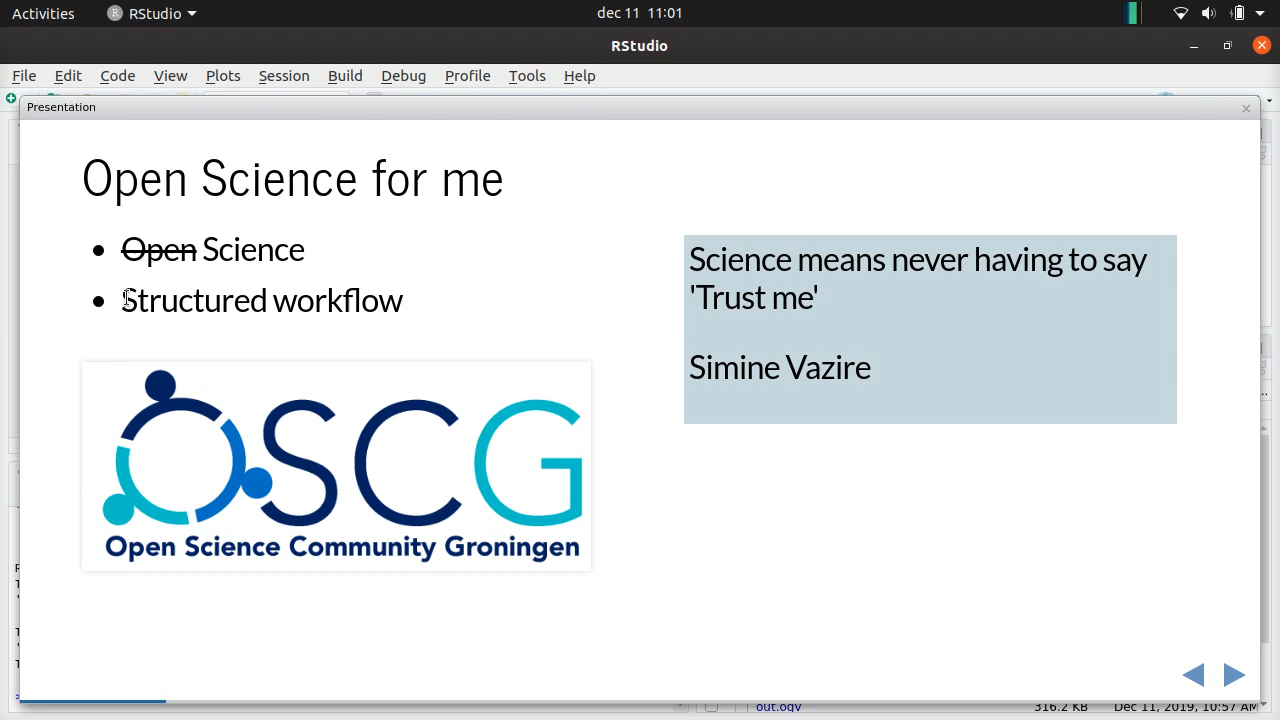 Activities
RStudio
dec 11 11:01
RStudio
File Edit Code View Plots Session Build Debug Profile Tools Help
Presentation
Open Science for me
Open Science
Structured workflow
Science means never having to say
'Trust me'
Simine Vazire
OSCG
Open Science Community Groningen
out.ogv 316.2 KB Dec 11, 2019, 10:57 AM